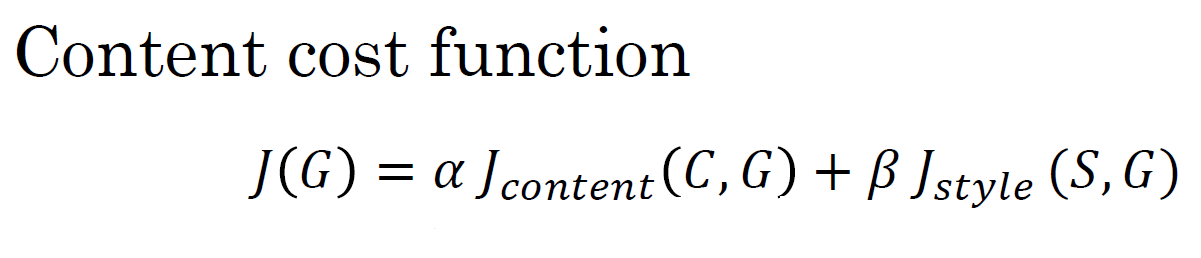 Content cost function
J(G) = α J_content(C, G) + β J_style (S, G)